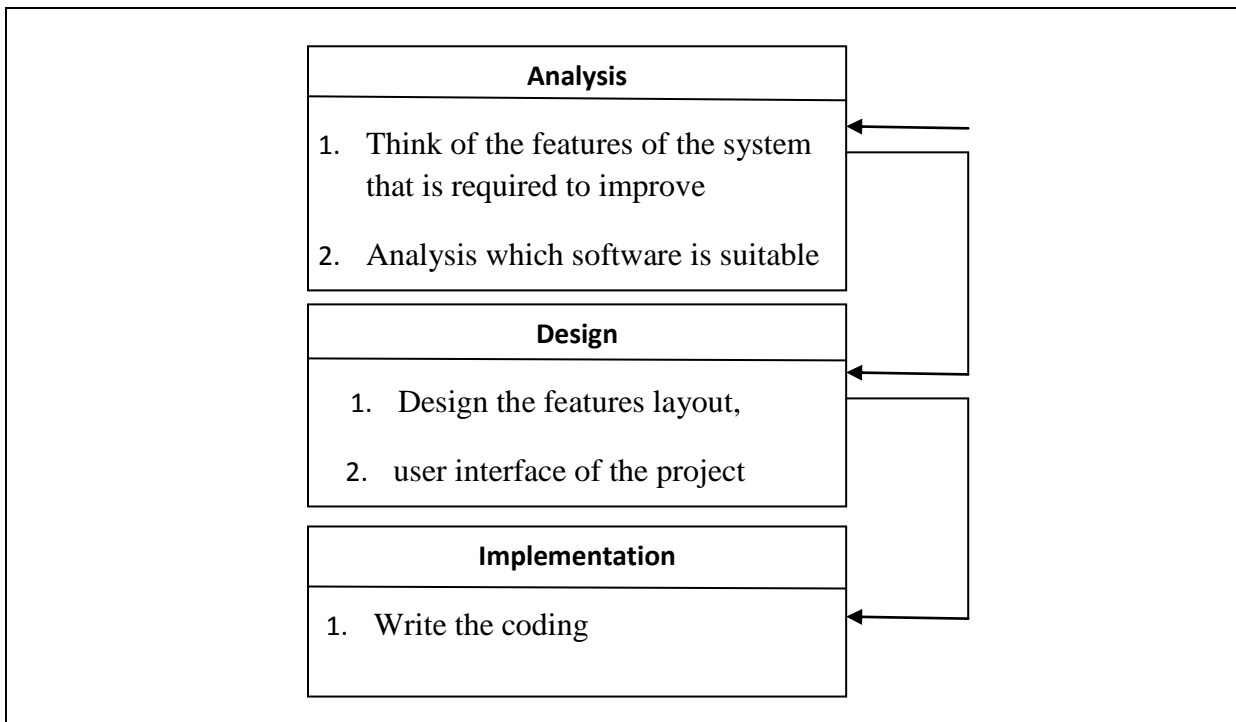 Analysis
1. Think of the features of the system
that is required to improve
2. Analysis which software is suitable
Design
1. Design the features layout,
2. user interface of the project
Implementation
1. Write the coding